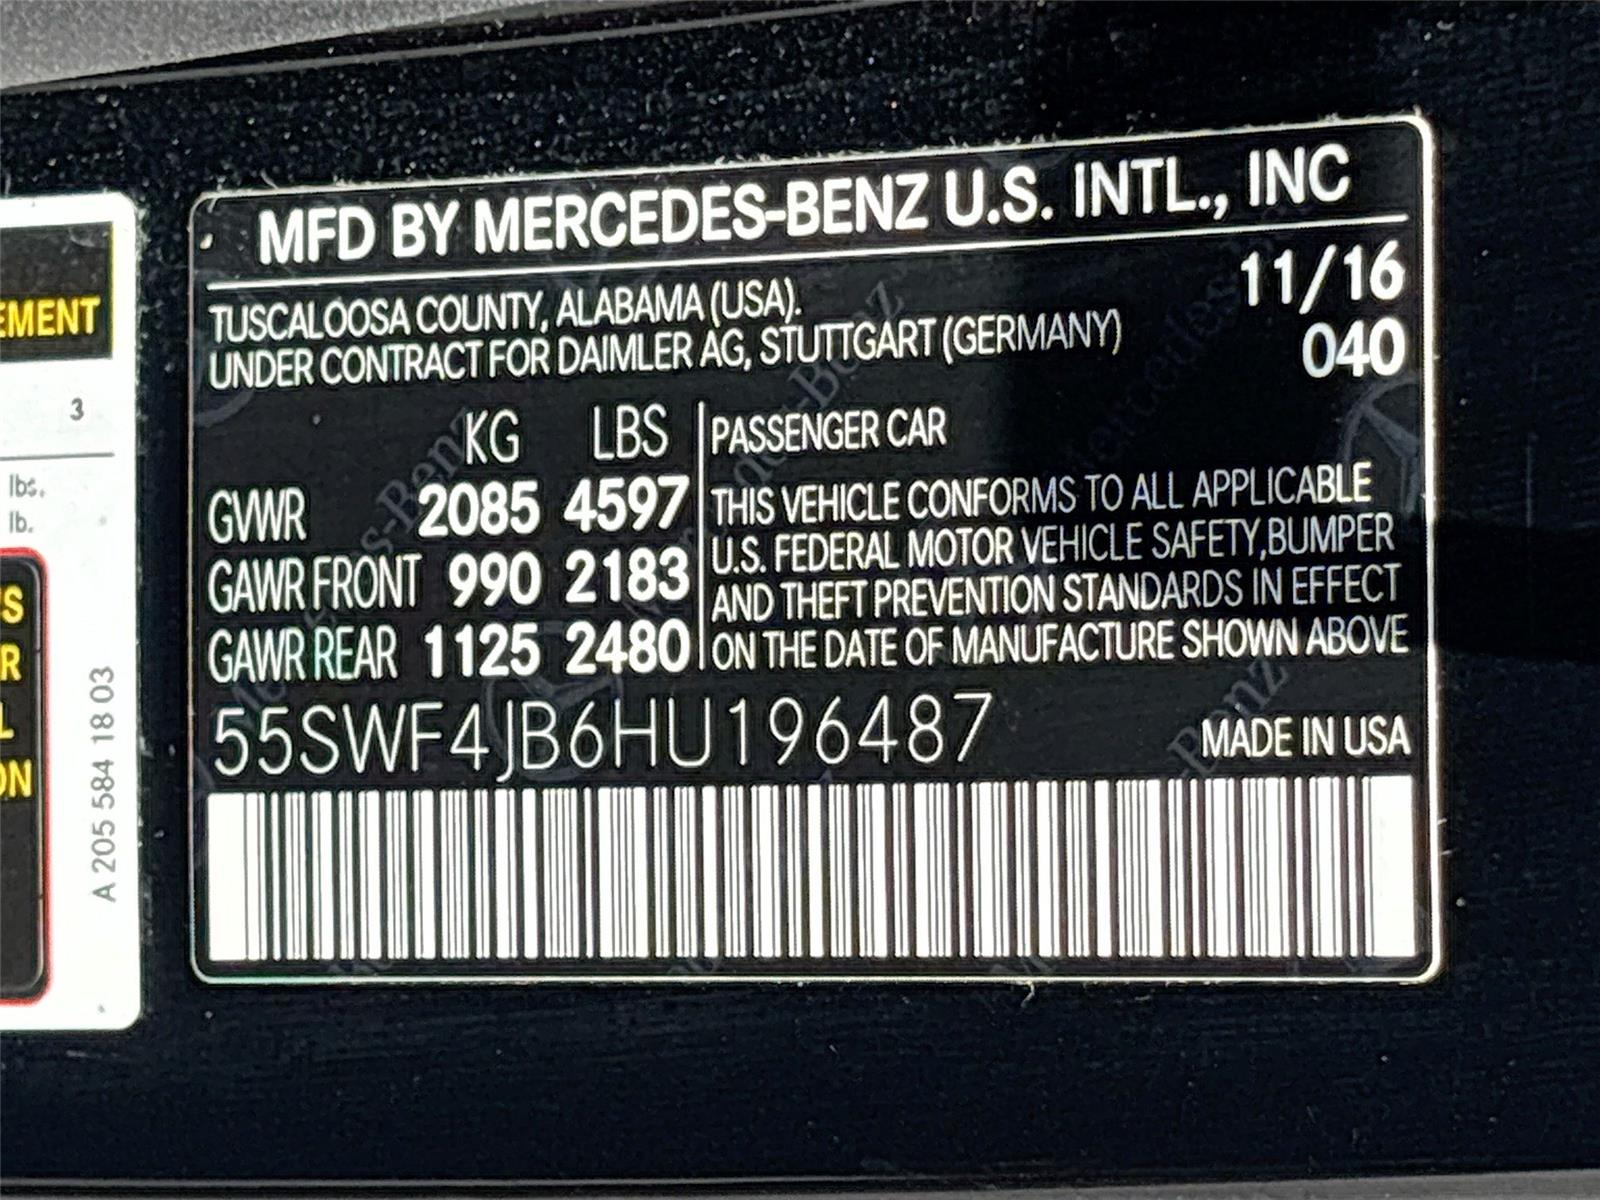 EMENT
3
lbs.
lb.
US
R
L
ON
A 205 584 18 03
MFD BY MERCEDES-BENZ U.S. INTL., INC
11/16
TUSCALOOSA COUNTY, ALABAMA (USA).
UNDER CONTRACT FOR DAIMLER AG, STUTTGART (GERMANY)
040
KG LBS
GVWR 2085 4597
GAWR FRONT 990 2183
GAWR REAR 1125 2480
PASSENGER CAR
THIS VEHICLE CONFORMS TO ALL APPLICABLE
U.S. FEDERAL MOTOR VEHICLE SAFETY,BUMPER
AND THEFT PREVENTION STANDARDS IN EFFECT
ON THE DATE OF MANUFACTURE SHOWN ABOVE
55SWF4JB6HU196487
MADE IN USA